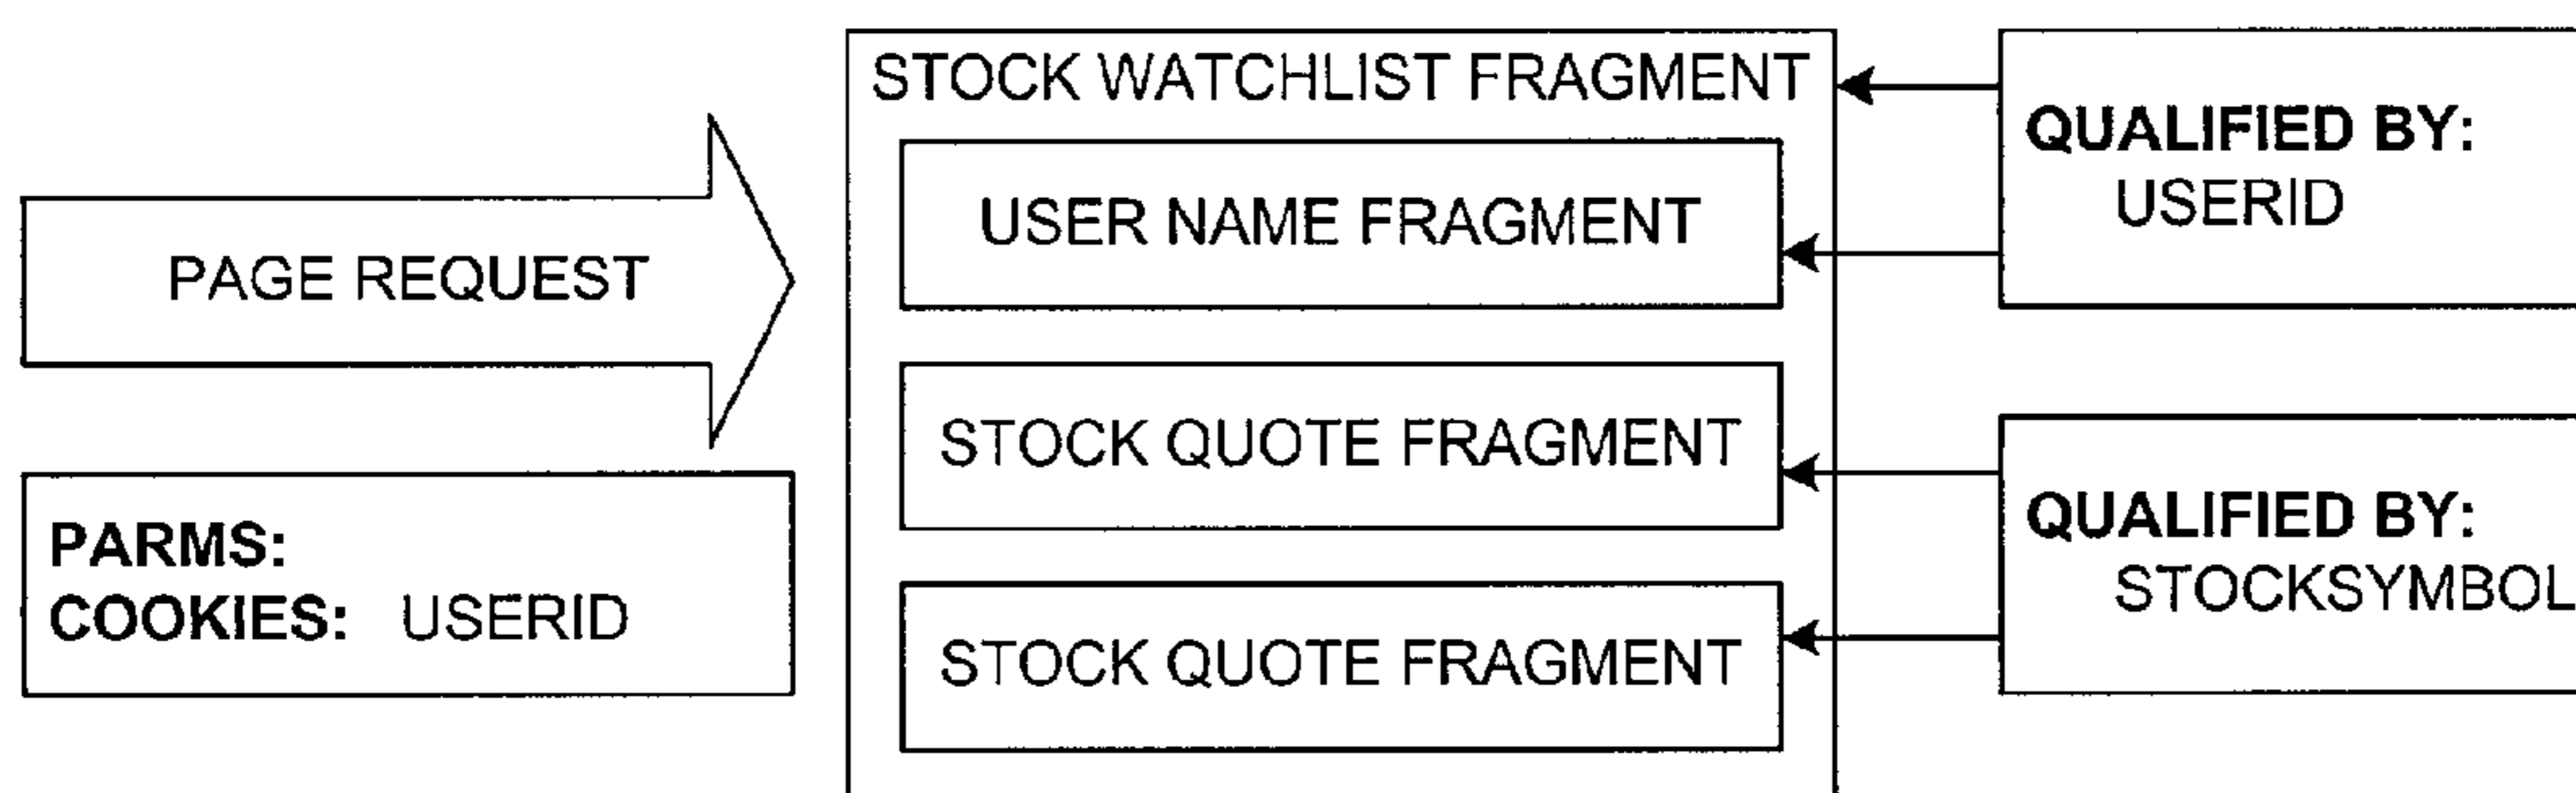 PAGE REQUEST
PARMS:
COOKIES: USERID
STOCK WATCHLIST FRAGMENT
USER NAME FRAGMENT
STOCK QUOTE FRAGMENT
STOCK QUOTE FRAGMENT
QUALIFIED BY:
USERID
QUALIFIED BY:
STOCKSYMBOL